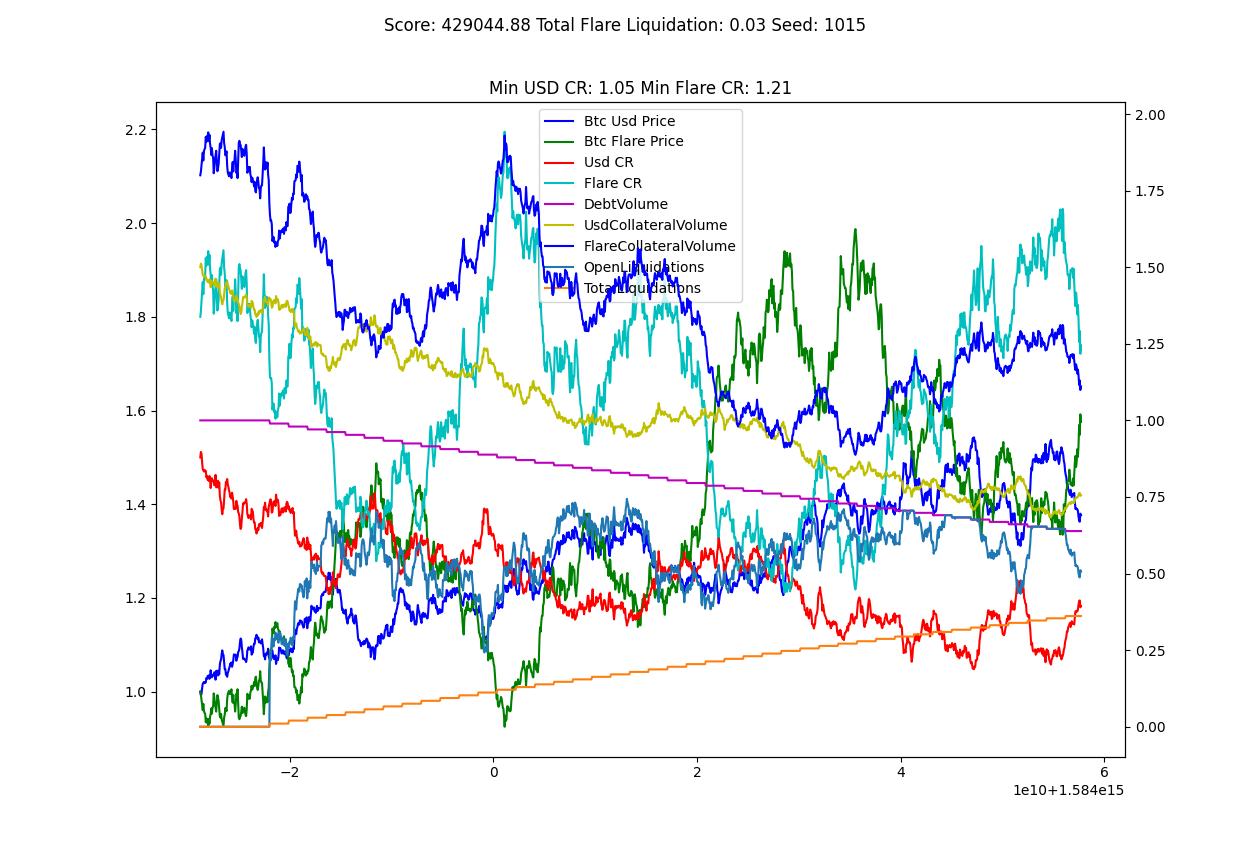 Score: 429044.88 Total Flare Liquidation: 0.03 Seed: 1015
Min USD CR: 1.05 Min Flare CR: 1.21
Btc Usd Price
Btc Flare Price
Usd CR
Flare CR
DebtVolume
UsdCollateralVolume
FlareCollateralVolume
OpenLiquidations
TotalLiquidations
2.2
2.0
1.8
1.6
1.4
1.2
1.0
2.00
1.75
1.50
1.25
1.00
0.75
0.50
0.25
0.00
−2
0
2
4
6
1e10+1.584e15